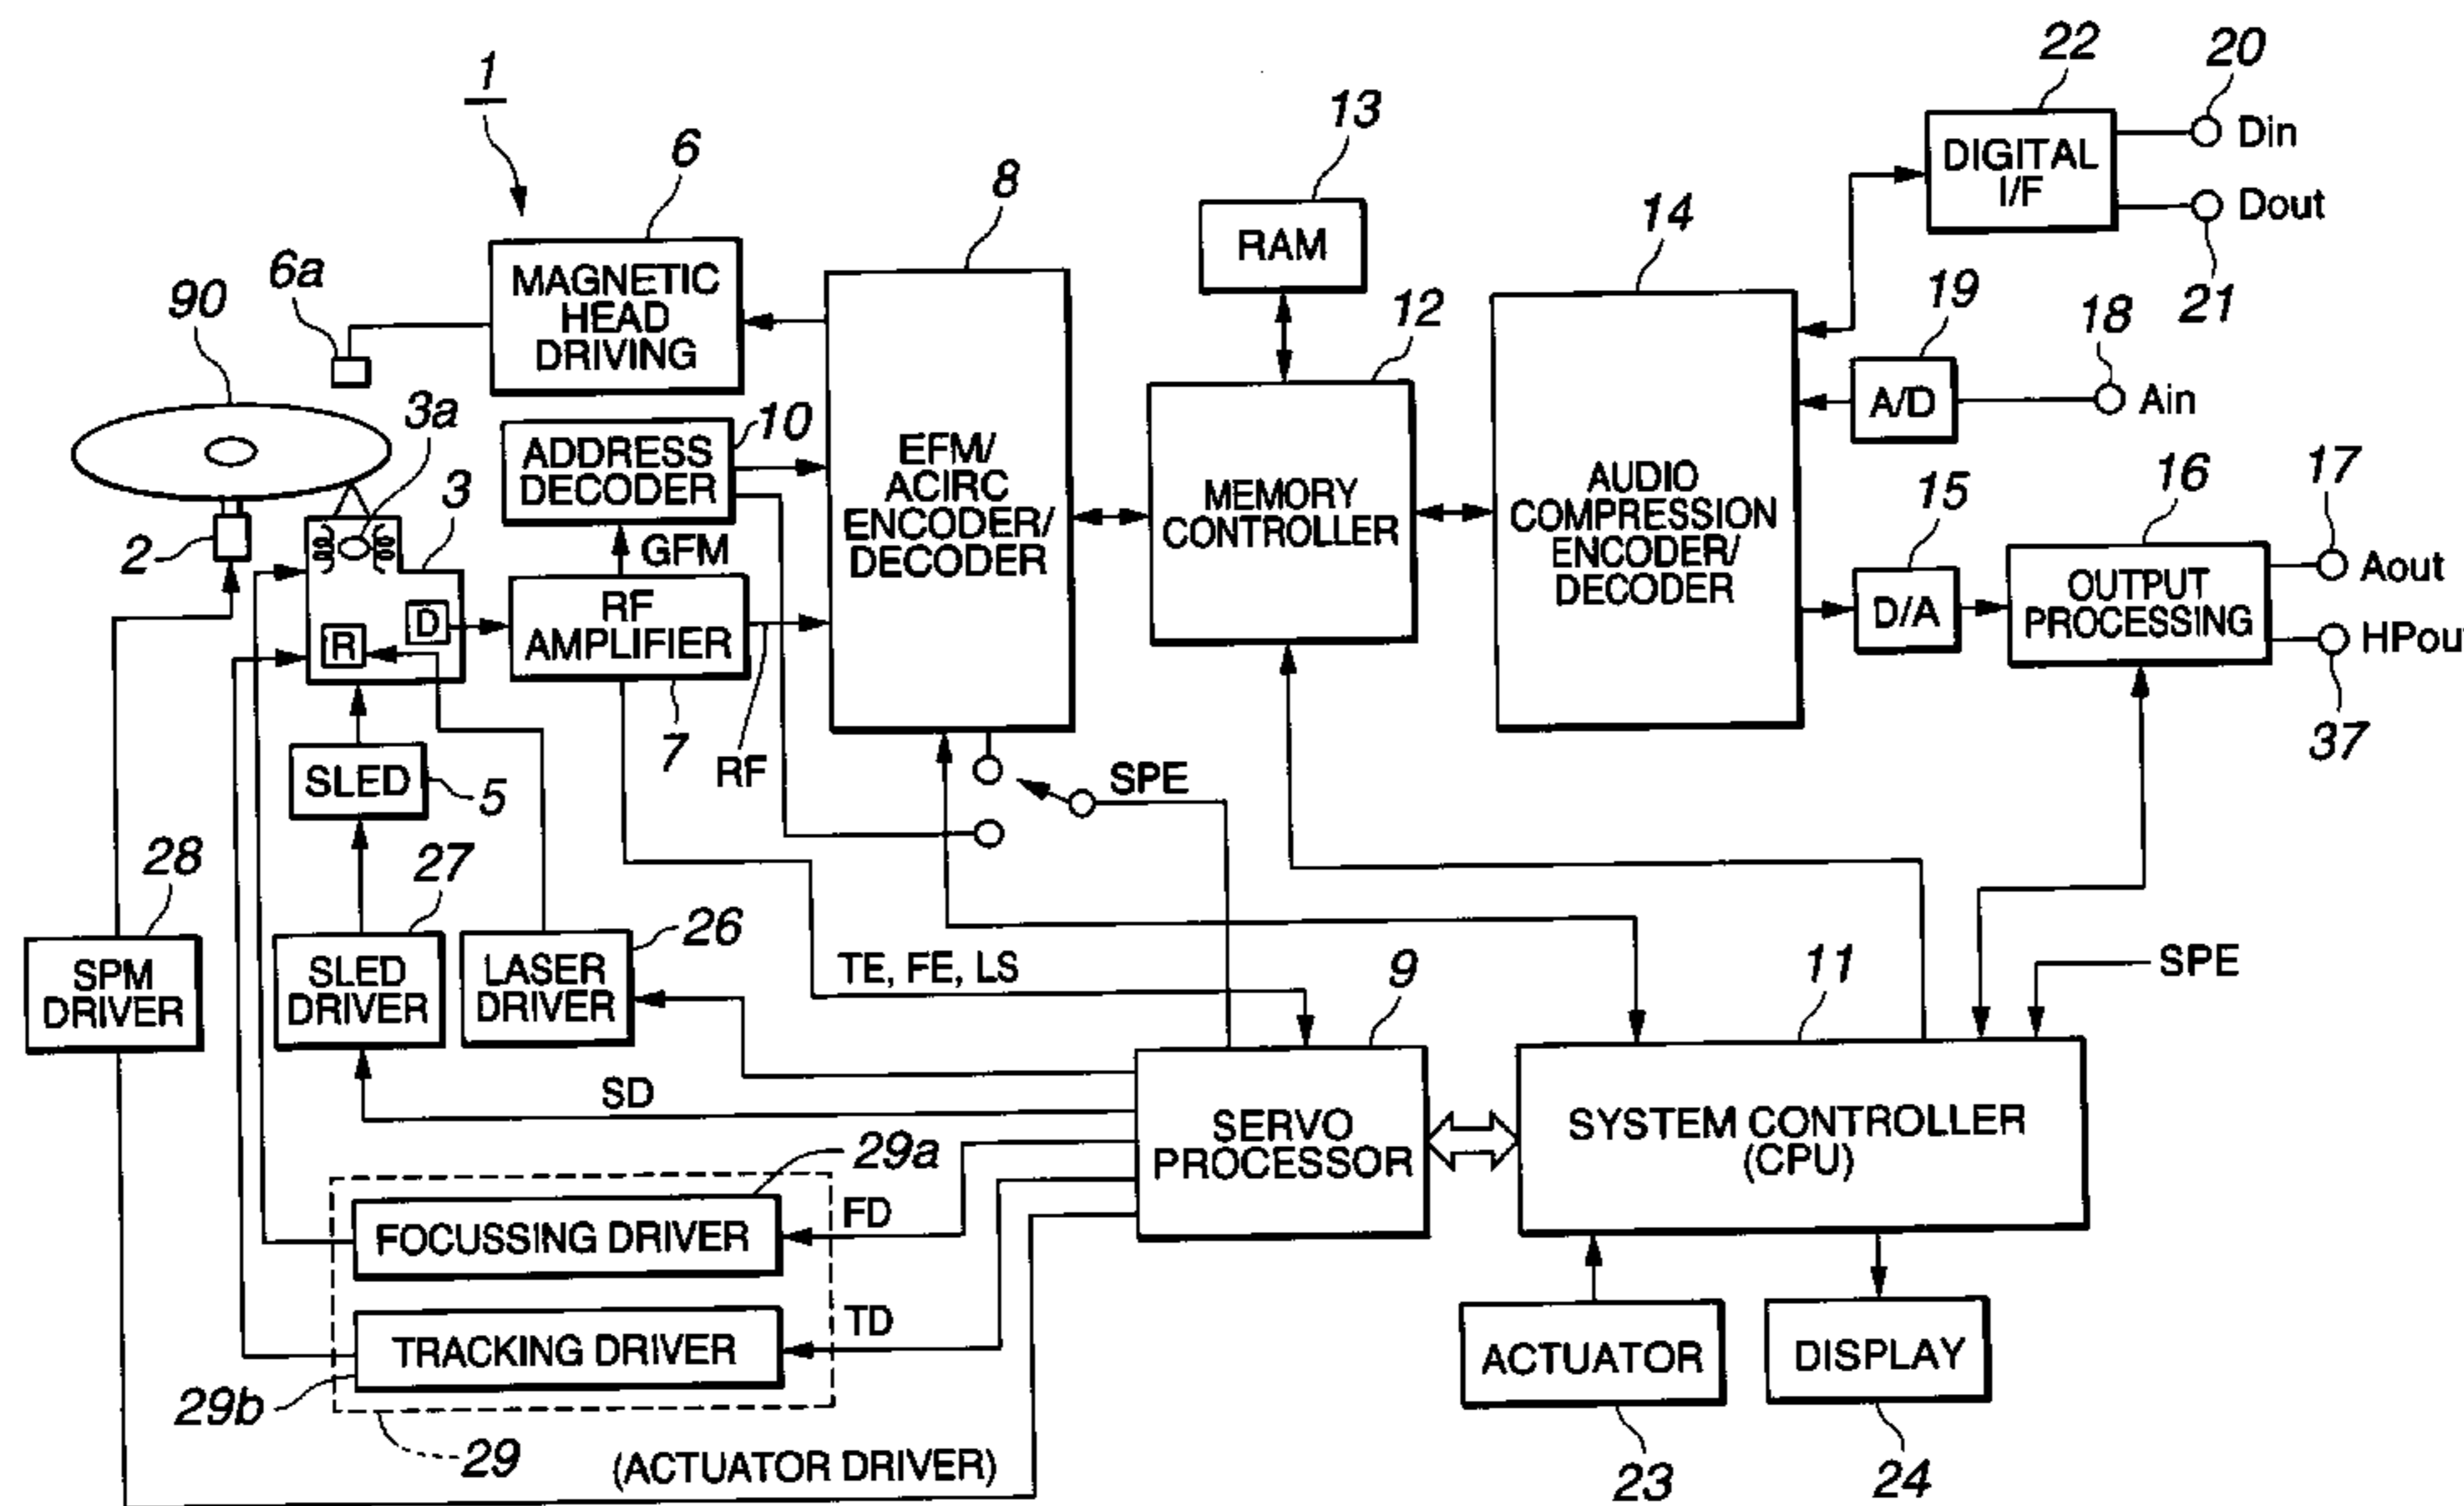 1
6
MAGNETIC
HEAD
DRIVING
6a
90
3a
3
2
D
R
10
ADDRESS
DECODER
GFM
RF
AMPLIFIER
7
RF
8
EFM/
ACIRC
ENCODER/
DECODER
13
RAM
12
MEMORY
CONTROLLER
14
AUDIO
COMPRESSION
ENCODER/
DECODER
22
DIGITAL
I/F
20
Din
Dout
21
19
A/D
18
Ain
15
D/A
16
OUTPUT
PROCESSING
17
Aout
HPout
37
SLED
5
SPE
28
SPM
DRIVER
27
SLED
DRIVER
26
LASER
DRIVER
TE, FE, LS
9
SERVO
PROCESSOR
11
SYSTEM CONTROLLER
(CPU)
SPE
SD
29a
FOCUSSING DRIVER
FD
TRACKING DRIVER
TD
29b
29
(ACTUATOR DRIVER)
ACTUATOR
23
DISPLAY
24